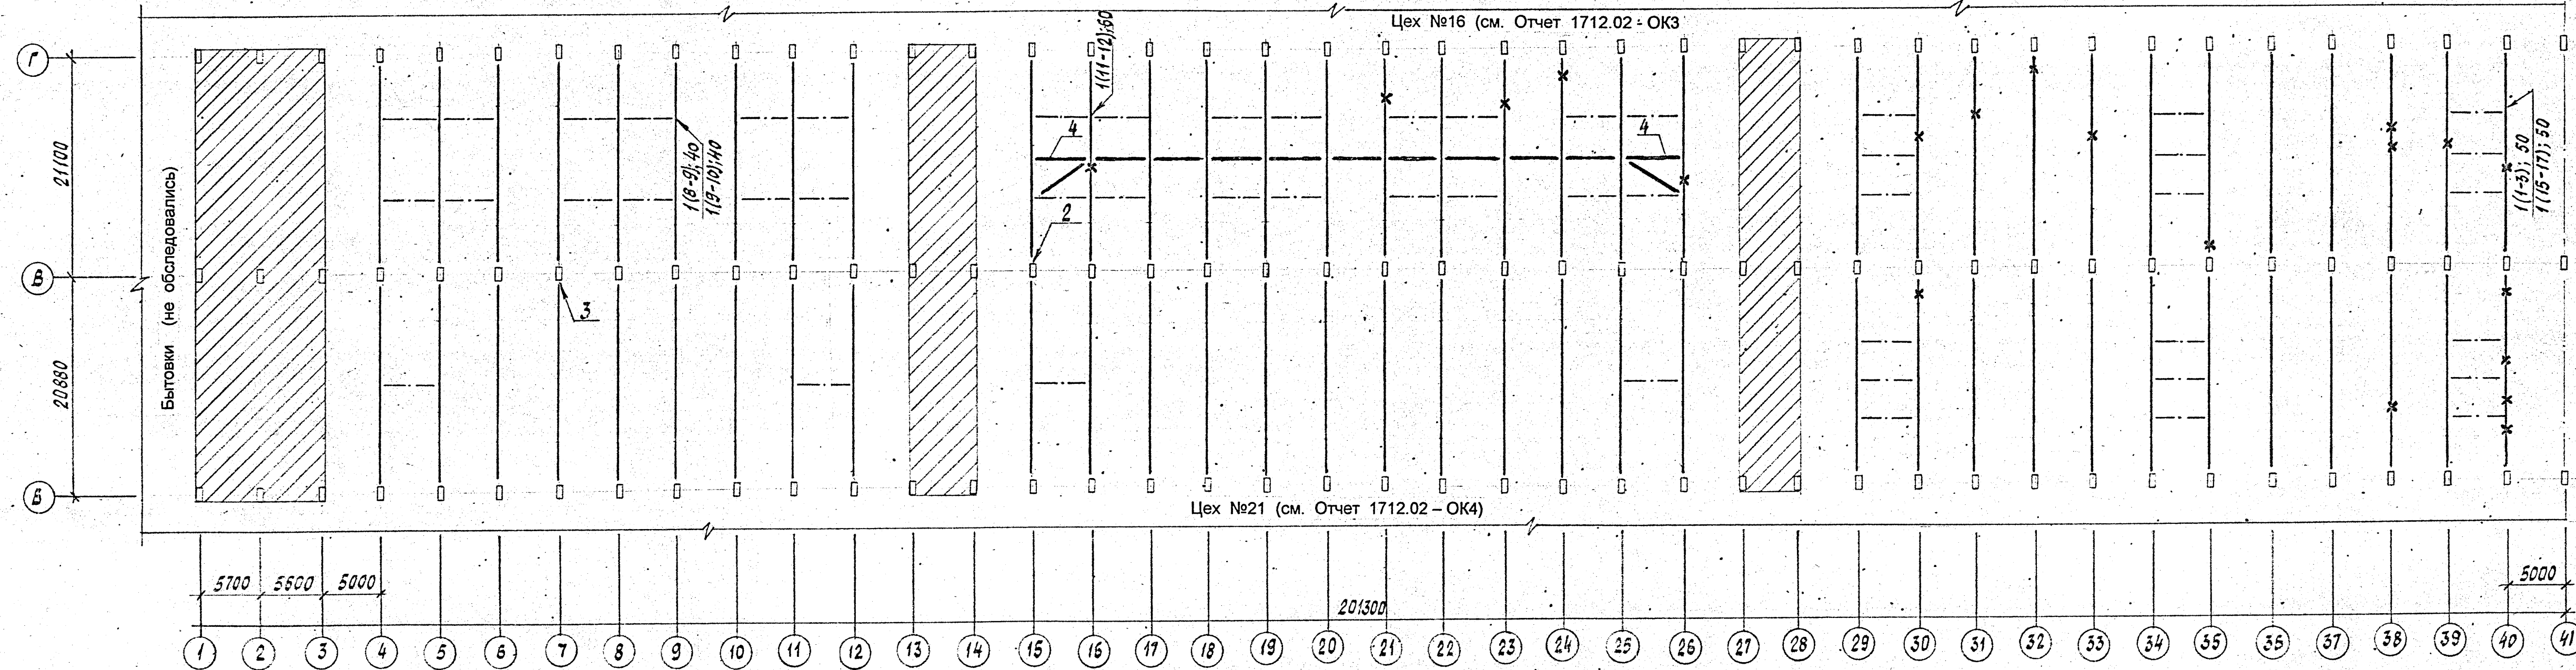 Цех №16 (см. Отчет 1712.02 - ОК3
Г
21100
В
20880
Б
Бытовки (не обследовались)
1(8-9); 40
1(9-10); 40
3
1(11-12); 60
4
2
4
1(1-3); 50
1(15-17); 50
Цех №21 (см. Отчет 1712.02 – ОК4)
5700 5600 5000
201300
5000
1 2 3 4 5 6 7 8 9 10 11 12 13 14 15 16 17 18 19 20 21 22 23 24 25 26 27 28 29 30 31 32 33 34 35 36 37 38 39 40 41